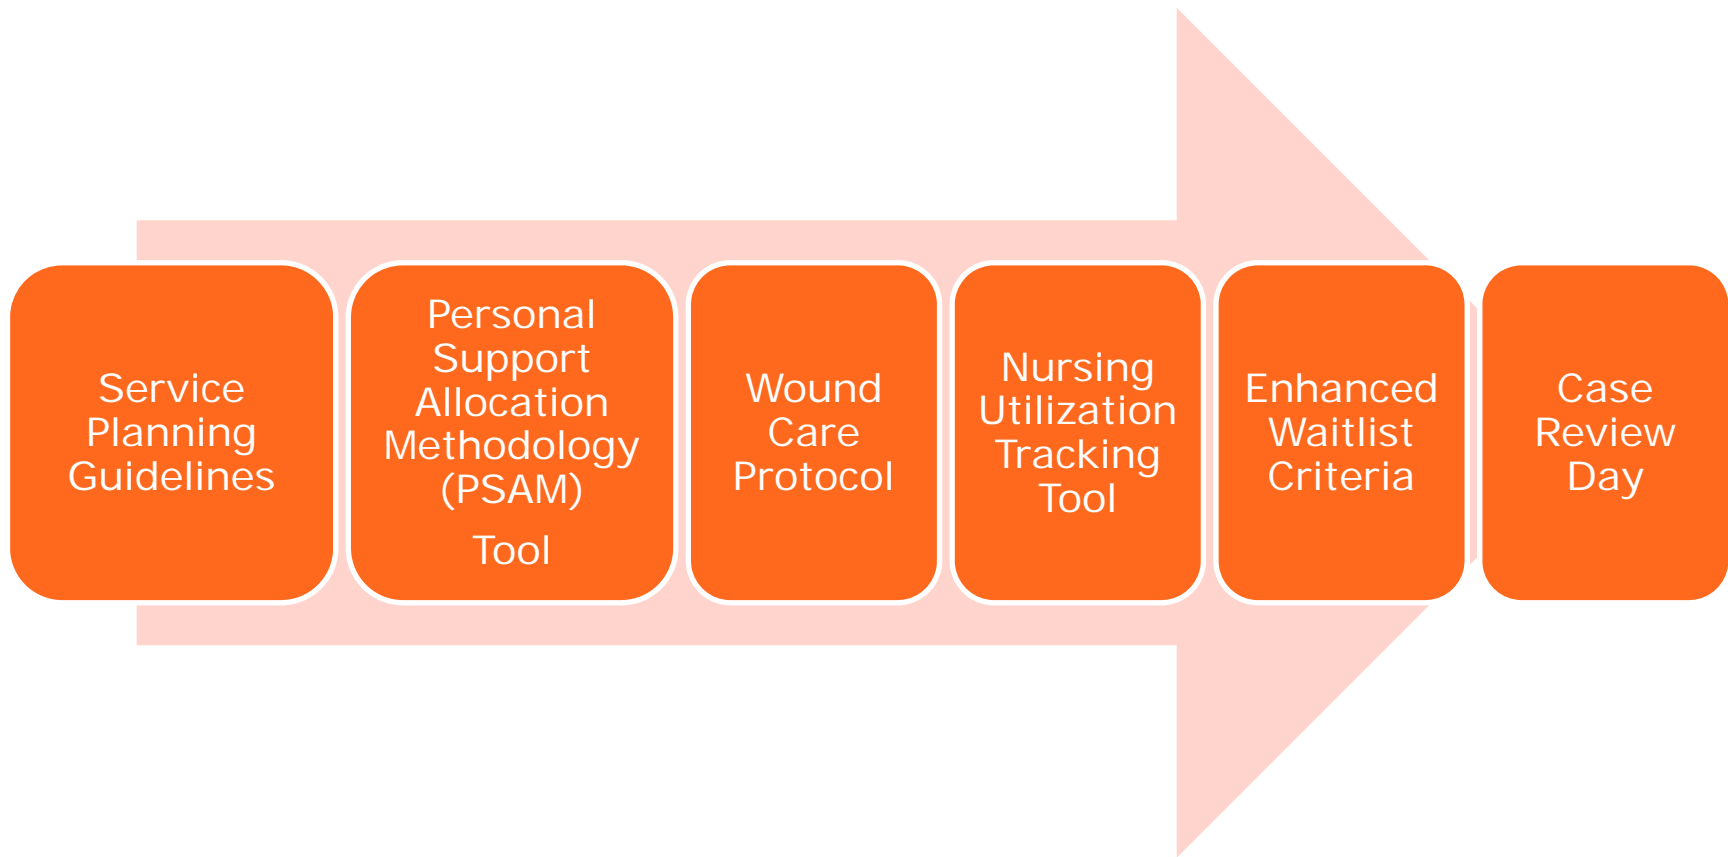 Service
Planning
Guidelines
Personal
Support
Allocation
Methodology
(PSAM)
Tool
Wound
Care
Protocol
Nursing
Utilization
Tracking
Tool
Enhanced
Waitlist
Criteria
Case
Review
Day